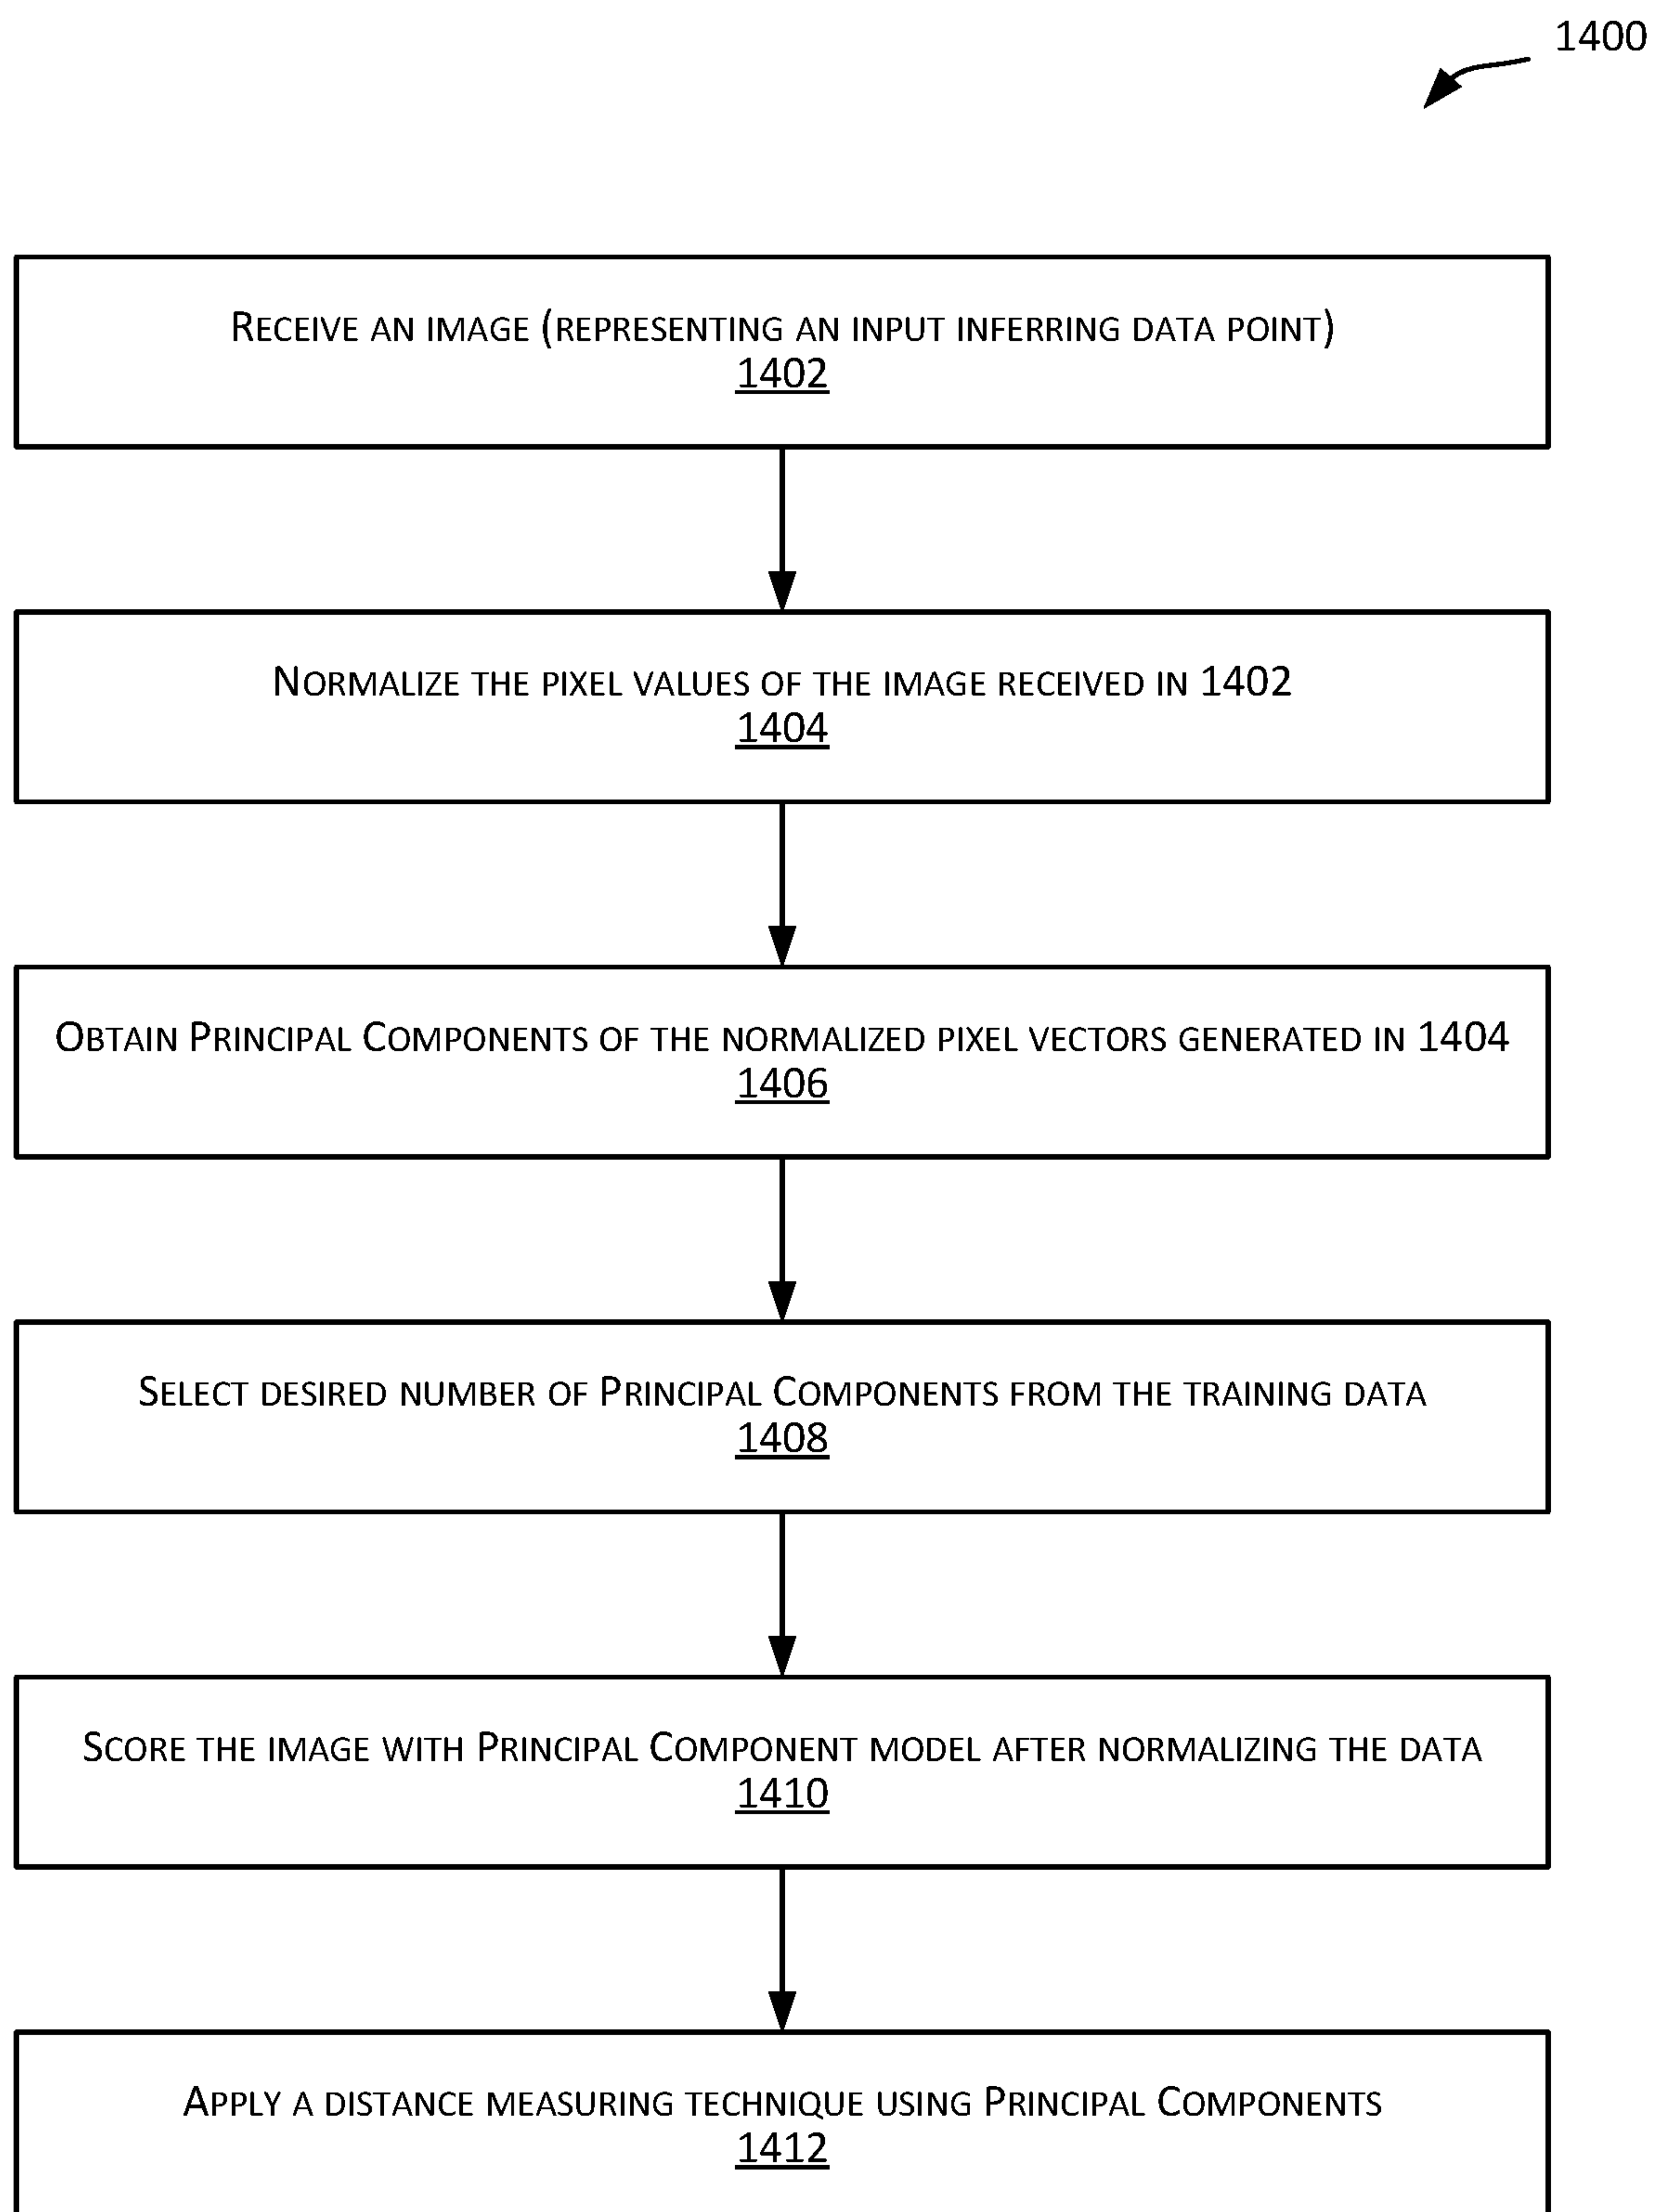 1400
Receive an image (representing an input inferring data point)
1402
Normalize the pixel values of the image received in 1402
1404
Obtain Principal Components of the normalized pixel vectors generated in 1404
1406
Select desired number of Principal Components from the training data
1408
Score the image with Principal Component model after normalizing the data
1410
Apply a distance measuring technique using Principal Components
1412